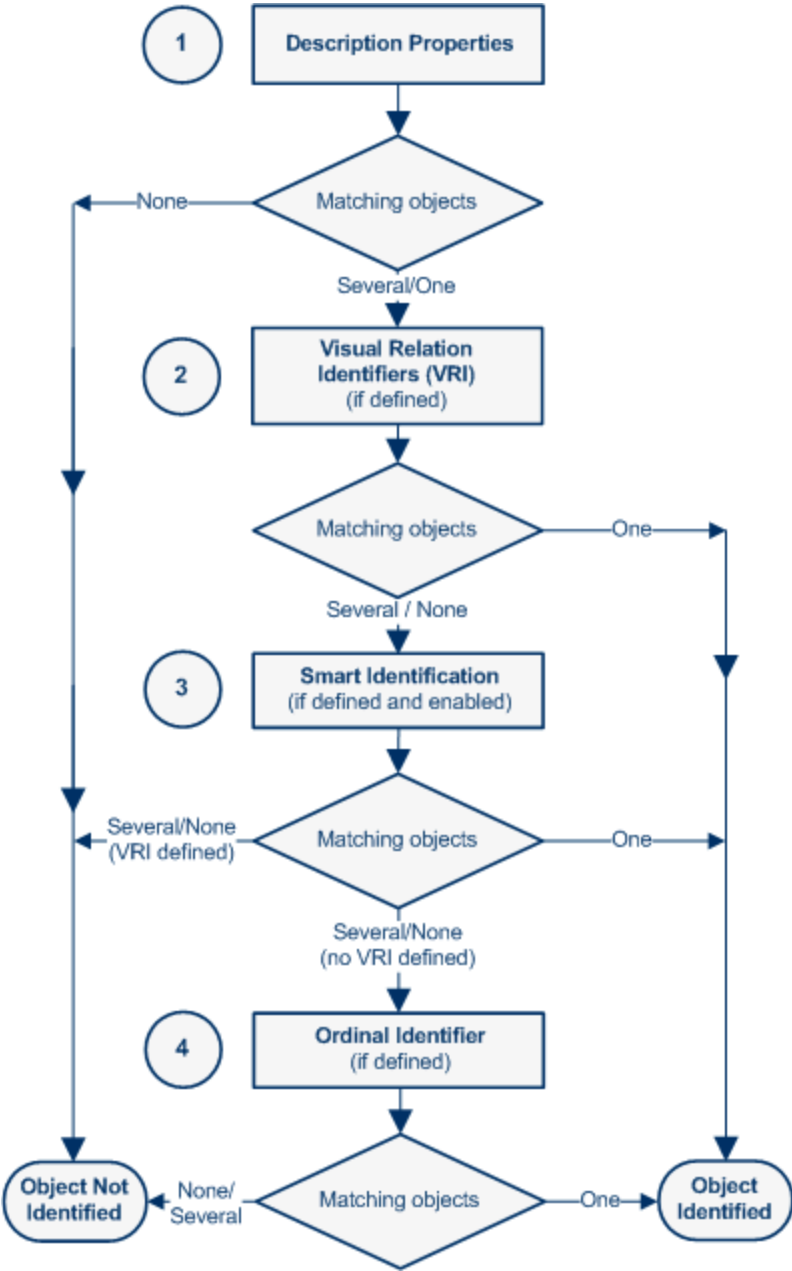 1
Description Properties
Matching objects
None
Several/One
2
Visual Relation
Identifiers (VRI)
(if defined)
Matching objects
One
Several / None
3
Smart Identification
(if defined and enabled)
Several/None
(VRI defined)
Matching objects
One
Several/None
(no VRI defined)
4
Ordinal Identifier
(if defined)
Object Not
Identified
None/
Several
Matching objects
One
Object
Identified